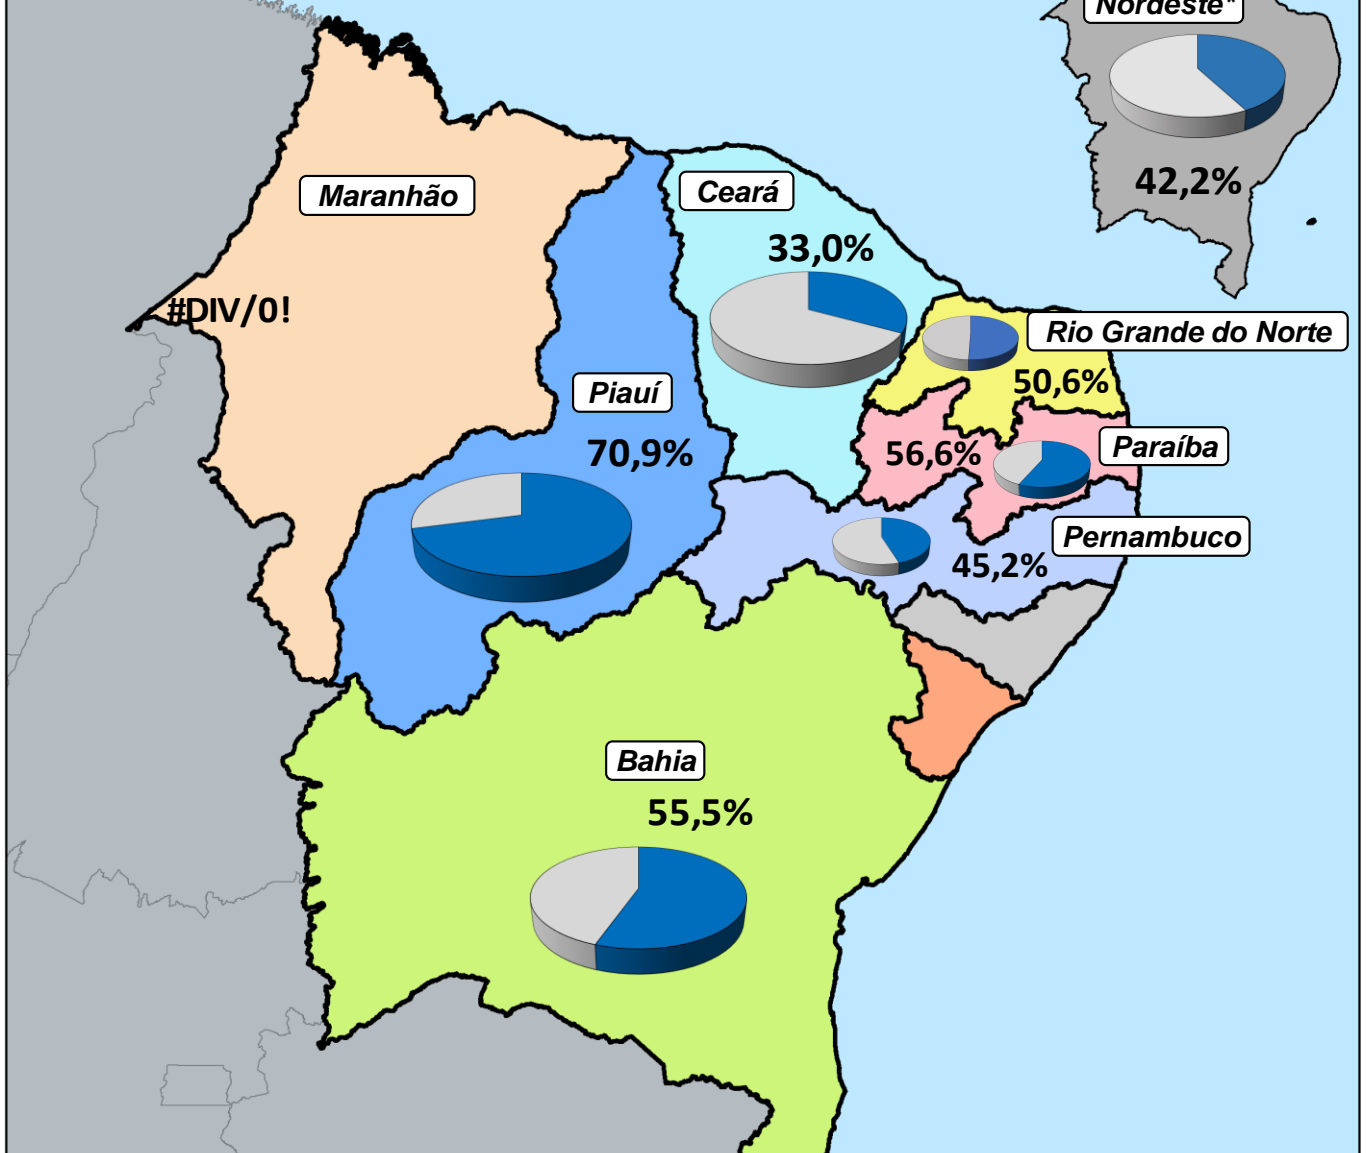 Nordeste*
42,2%
Maranhão
#DIV/0!
Ceará
33,0%
Rio Grande do Norte
50,6%
Piauí
70,9%
Paraíba
56,6%
Pernambuco
45,2%
Bahia
55,5%